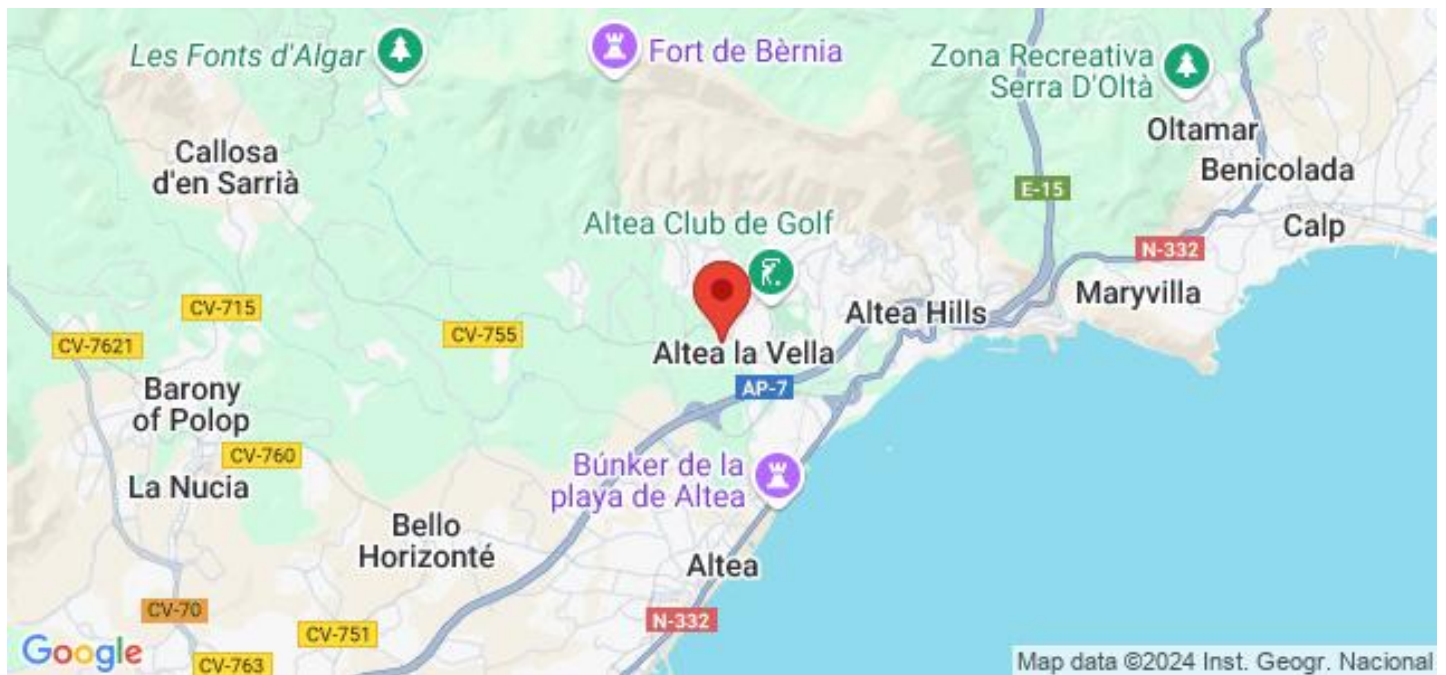 Les Fonts d'Algar
Fort de Bèrnia
Zona Recreativa
Serra D'Oltà
Oltamar
Callosa
d'en Sarrià
Benicolada
E-15
Altea Club de Golf
Calp
N-332
Maryvilla
CV-715
Altea Hills
CV-755
CV-7621
Altea la Vella
AP-7
Barony
of Polop
CV-760
Búnker de la
playa de Altea
La Nucia
Bello
Horizonté
Altea
CV-70
N-332
CV-751
Google
CV-763
Map data ©2024 Inst. Geogr. Nacional